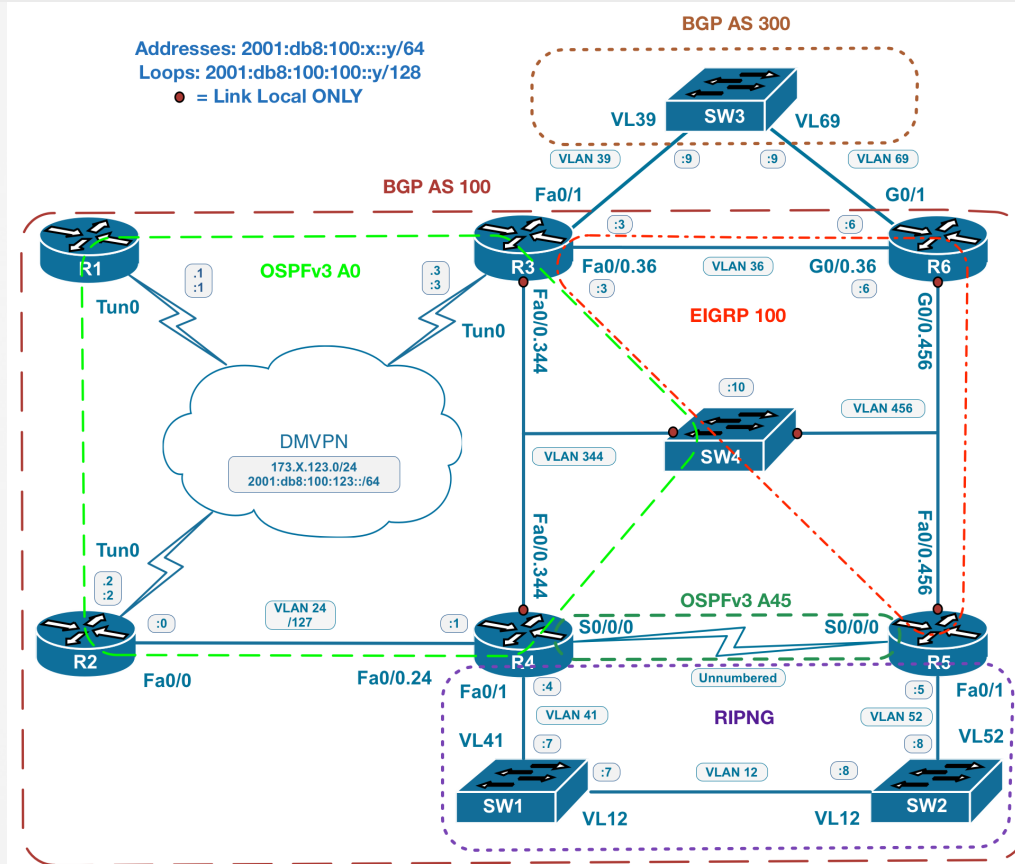 BGP AS 300
Addresses: 2001:db8:100:x::y/64
Loops: 2001:db8:100:100::y/128
= Link Local ONLY
SW3
VL39
VL69
VLAN 39
:9
:9
VLAN 69
BGP AS 100
Fa0/1
G0/1
R1
OSPFv3 A0
.1
:1
.3
:3
R3
:3
:6
Fa0/0.36
VLAN 36
G0/0.36
R6
:3
:6
Tun0
Tun0
Fa0/0.344
EIGRP 100
G0/0.456
:10
VLAN 456
DMVPN
173.X.123.0/24
2001:db8:100:123::/64
VLAN 344
SW4
Fa0/0.344
Fa0/0.456
Tun0
.2
:2
:0
VLAN 24
/127
:1
OSPFv3 A45
S0/0/0
S0/0/0
R2
R4
R5
Fa0/0
Fa0/0.24
Unnumbered
Fa0/1
:4
:5
Fa0/1
VLAN 41
RIPNG
VLAN 52
VL41
:7
:8
VL52
:7
VLAN 12
:8
SW1
SW2
VL12
VL12